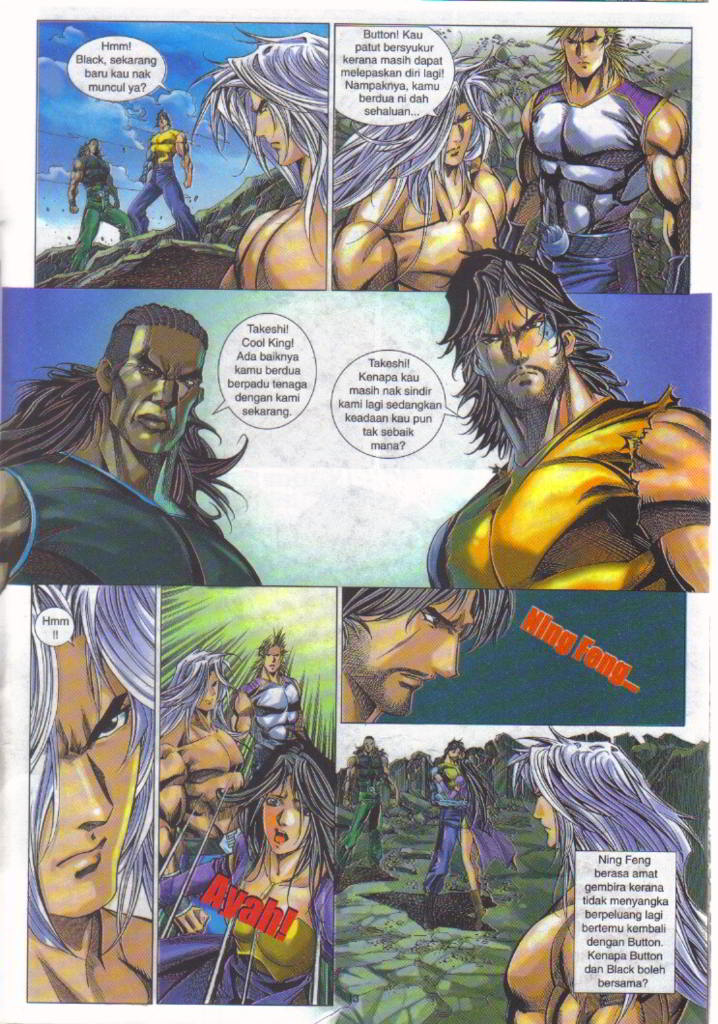 Hmm!
Black, sekarang
baru kau nak
muncul ya?
Button! Kau
patut bersyukur
kerana masih dapat
melepaskan diri lagi!
Nampaknya, kamu
berdua ni dah
sehaluan...
Takeshi!
Cool King!
Ada baiknya
kamu berdua
berpadu tenaga
dengan kami
sekarang.
Takeshi!
Kenapa kau
masih nak sindir
kami lagi sedangkan
keadaan kau pun
tak sebaik
mana?
Hmm
!!
Ayah!
Ning Feng...
Ning Feng
berasa amat
gembira kerana
tidak menyangka
berpeluang lagi
bertemu kembali
dengan Button.
Kenapa Button
dan Black boleh
bersama?